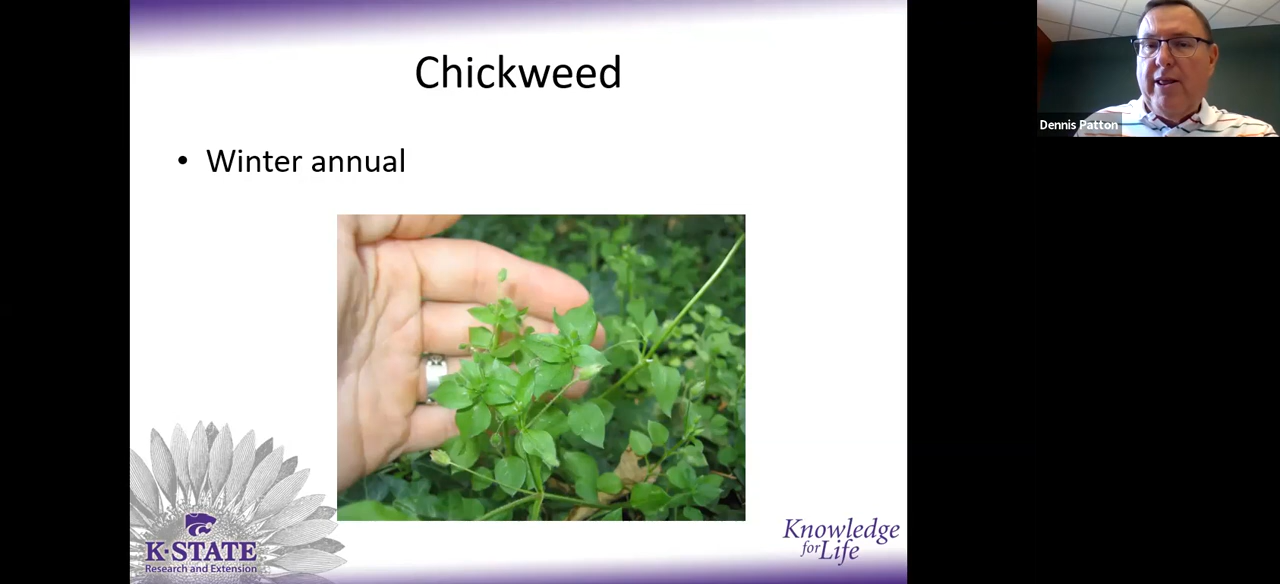 Chickweed
• Winter annual
K-STATE
Research and Extension
Knowledge
for Life
Dennis Patton